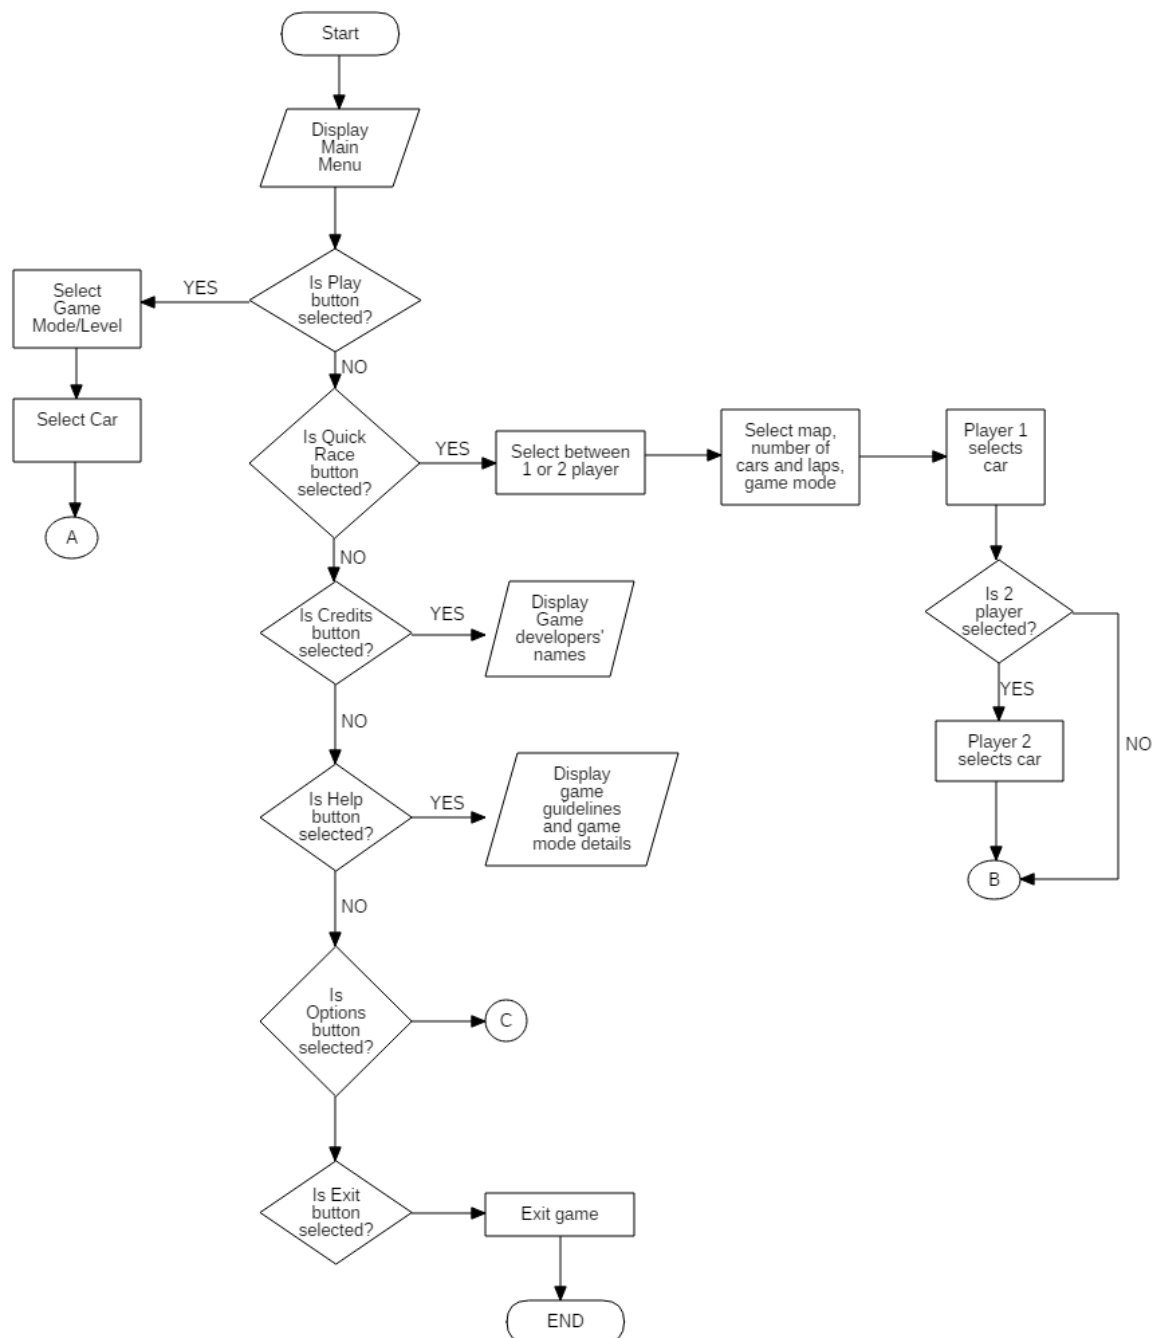 Start
Display
Main
Menu
Is Play
button
selected?
YES
Select
Game
Mode/Level
NO
Select Car
A
Is Quick
Race
button
selected?
YES
Select between
1 or 2 player
Select map,
number of
cars and laps,
game mode
Player 1
selects
car
NO
Is Credits
button
selected?
YES
Display
Game
developers'
names
Is 2
player
selected?
YES
NO
Player 2
selects car
B
NO
Is Help
button
selected?
YES
Display
game
guidelines
and game
mode details
NO
Is
Options
button
selected?
C
Is Exit
button
selected?
Exit game
END